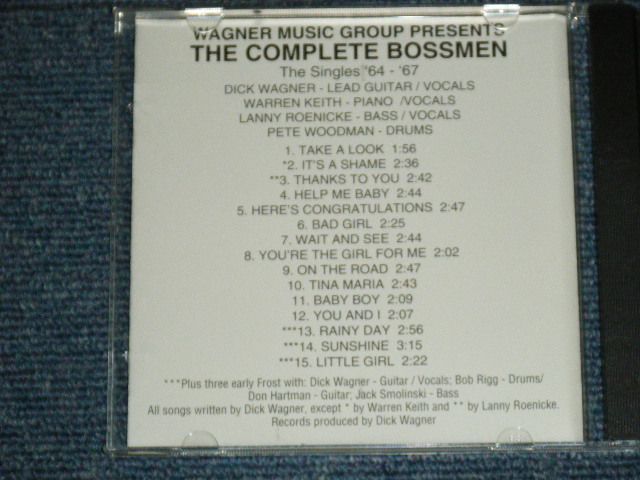 WAGNER MUSIC GROUP PRESENTS
THE COMPLETE BOSSMEN
The Singles '64 - '67
DICK WAGNER - LEAD GUITAR / VOCALS
WARREN KEITH - PIANO /VOCALS
LANNY ROENICKE - BASS / VOCALS
PETE WOODMAN - DRUMS
1. TAKE A LOOK 1:56
*2. IT'S A SHAME 2:36
**3. THANKS TO YOU 2:42
4. HELP ME BABY 2:44
5. HERE'S CONGRATULATIONS 2:47
6. BAD GIRL 2:25
7. WAIT AND SEE 2:44
8. YOU'RE THE GIRL FOR ME 2:02
9. ON THE ROAD 2:47
10. TINA MARIA 2:43
11. BABY BOY 2:09
12. YOU AND I 2:07
***13. RAINY DAY 2:56
***14. SUNSHINE 3:15
***15. LITTLE GIRL 2:22
***Plus three early Frost with: Dick Wagner - Guitar / Vocals; Bob Rigg - Drums/
Don Hartman - Guitar; Jack Smolinski - Bass
All songs written by Dick Wagner, except * by Warren Keith and ** by Lanny Roenicke.
Records produced by Dick Wagner